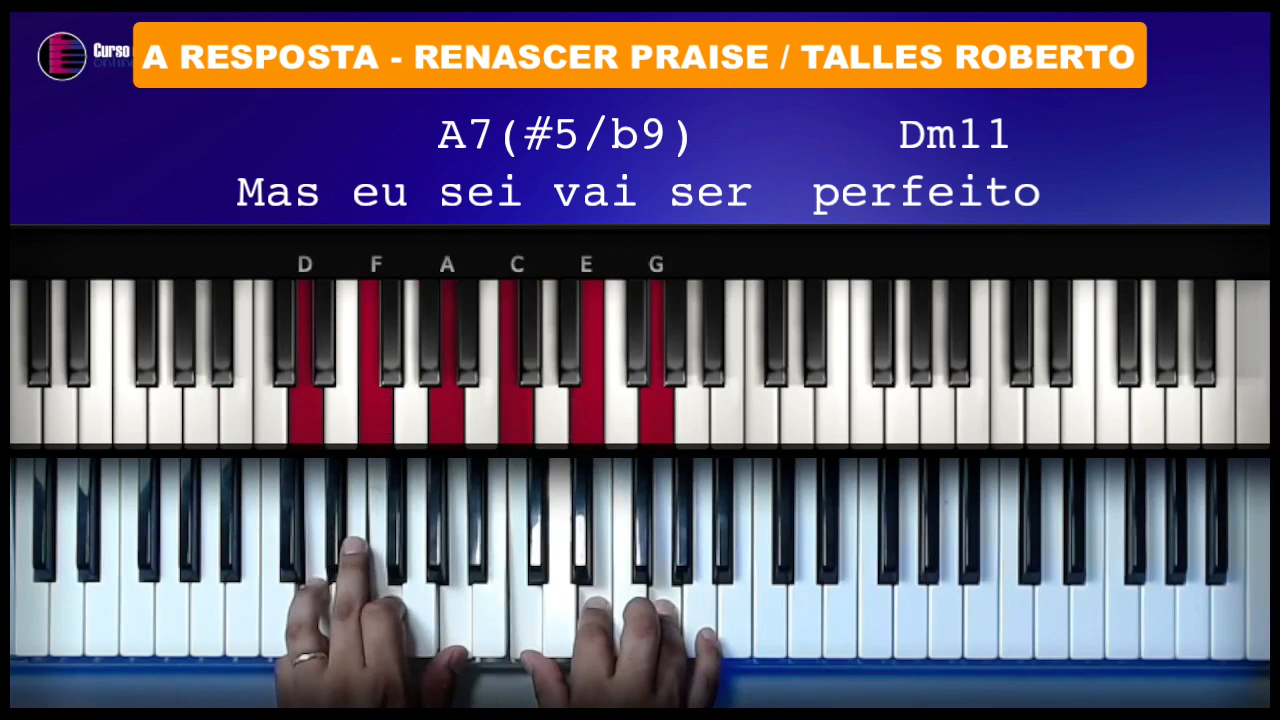 Curso
A RESPOSTA - RENASCER PRAISE / TALLES ROBERTO
A7(#5/b9) Dm11
Mas eu sei vai ser perfeito
D F A C E G